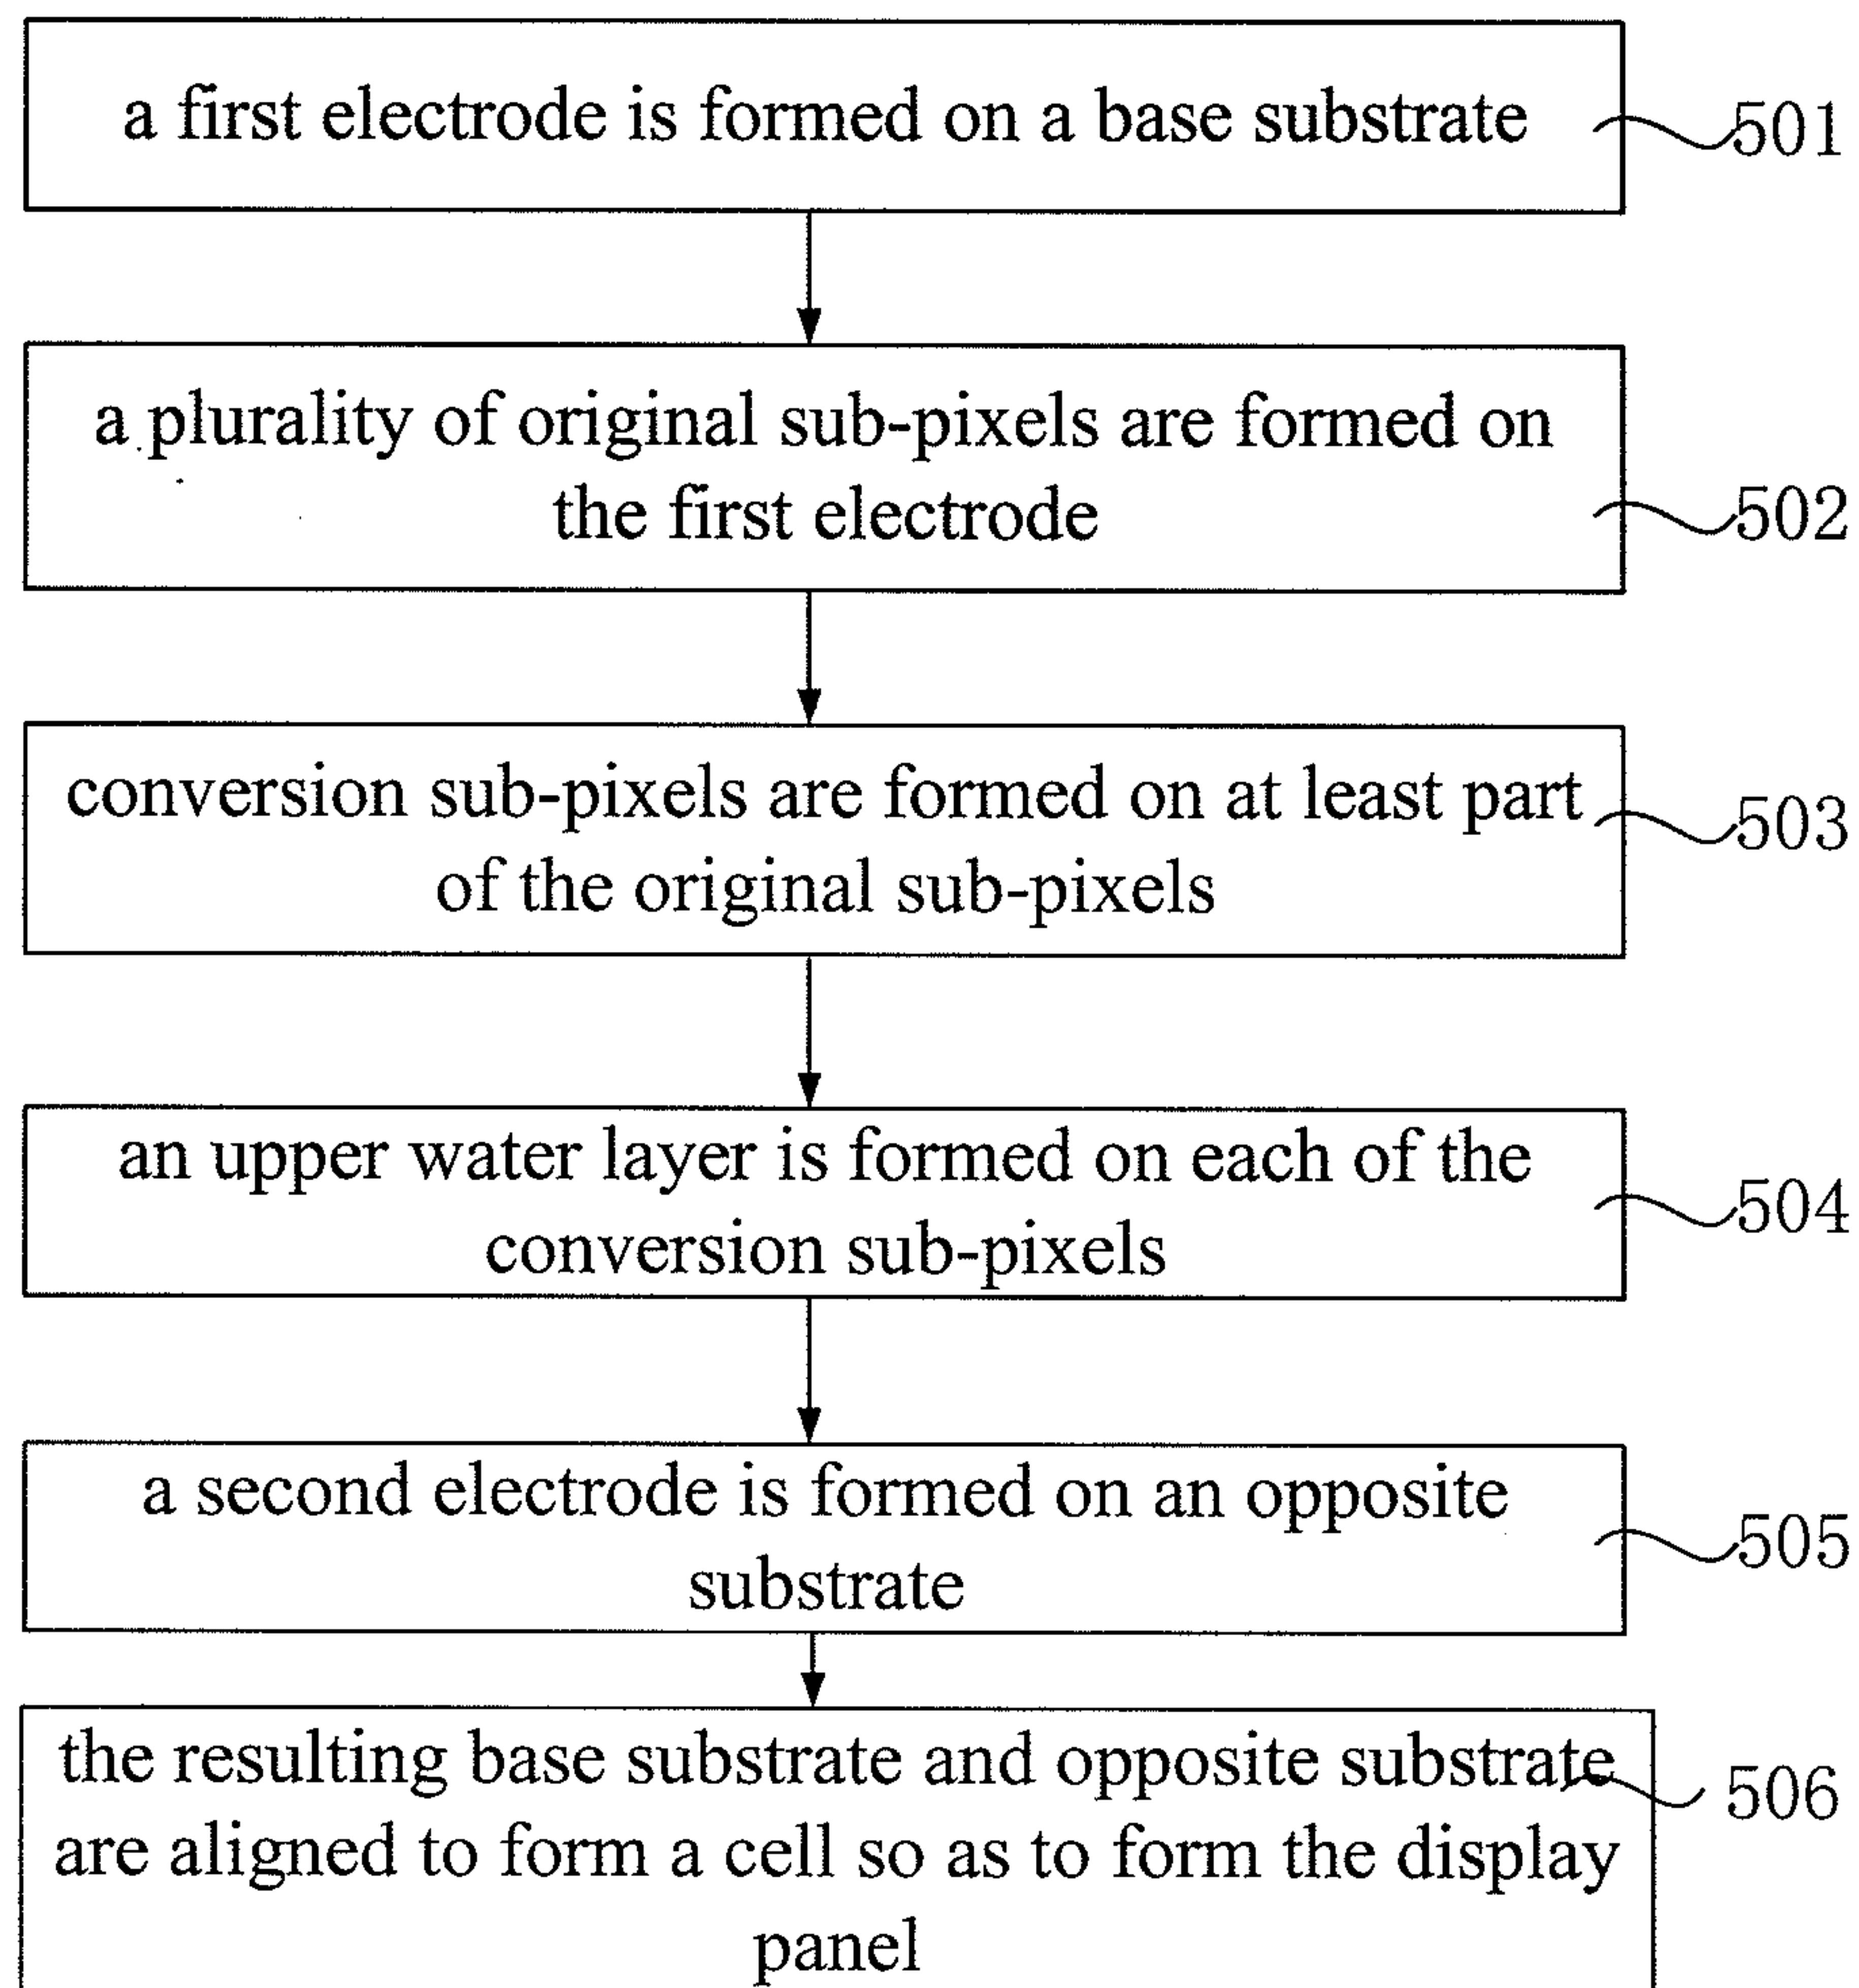 a first electrode is formed on a base substrate
501
a plurality of original sub-pixels are formed on
the first electrode
502
conversion sub-pixels are formed on at least part
of the original sub-pixels
503
an upper water layer is formed on each of the
conversion sub-pixels
504
a second electrode is formed on an opposite
substrate
505
the resulting base substrate and opposite substrate
are aligned to form a cell so as to form the display
panel
506